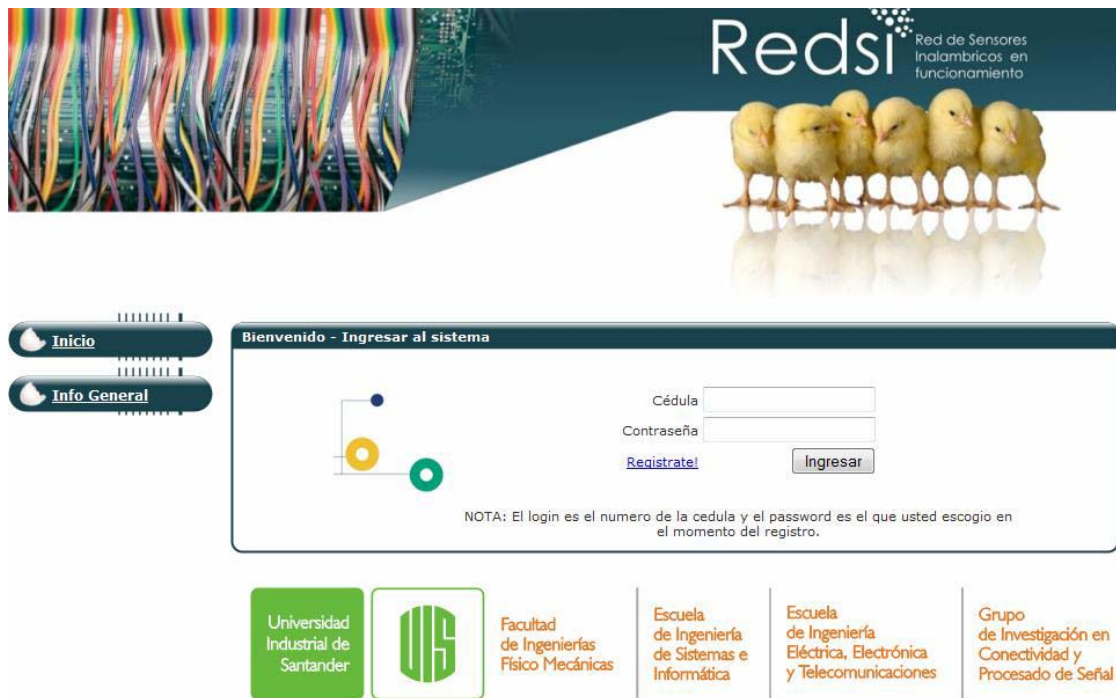 Redsi
Red de Sensores
Inalambricos en
funcionamiento
Inicio
Info General
Bienvenido - Ingresar al sistema
Cédula
Contraseña
Registrate!
Ingresar
NOTA: El login es el numero de la cedula y el password es el que usted escogio en
el momento del registro.
Universidad
Industrial de
Santander
UIS
Facultad
de Ingenierías
Físico Mecánicas
Escuela
de Ingeniería
de Sistemas e
Informática
Escuela
de Ingeniería
Eléctrica, Electrónica
y Telecomunicaciones
Grupo
de Investigación en
Conectividad y
Procesado de Señal